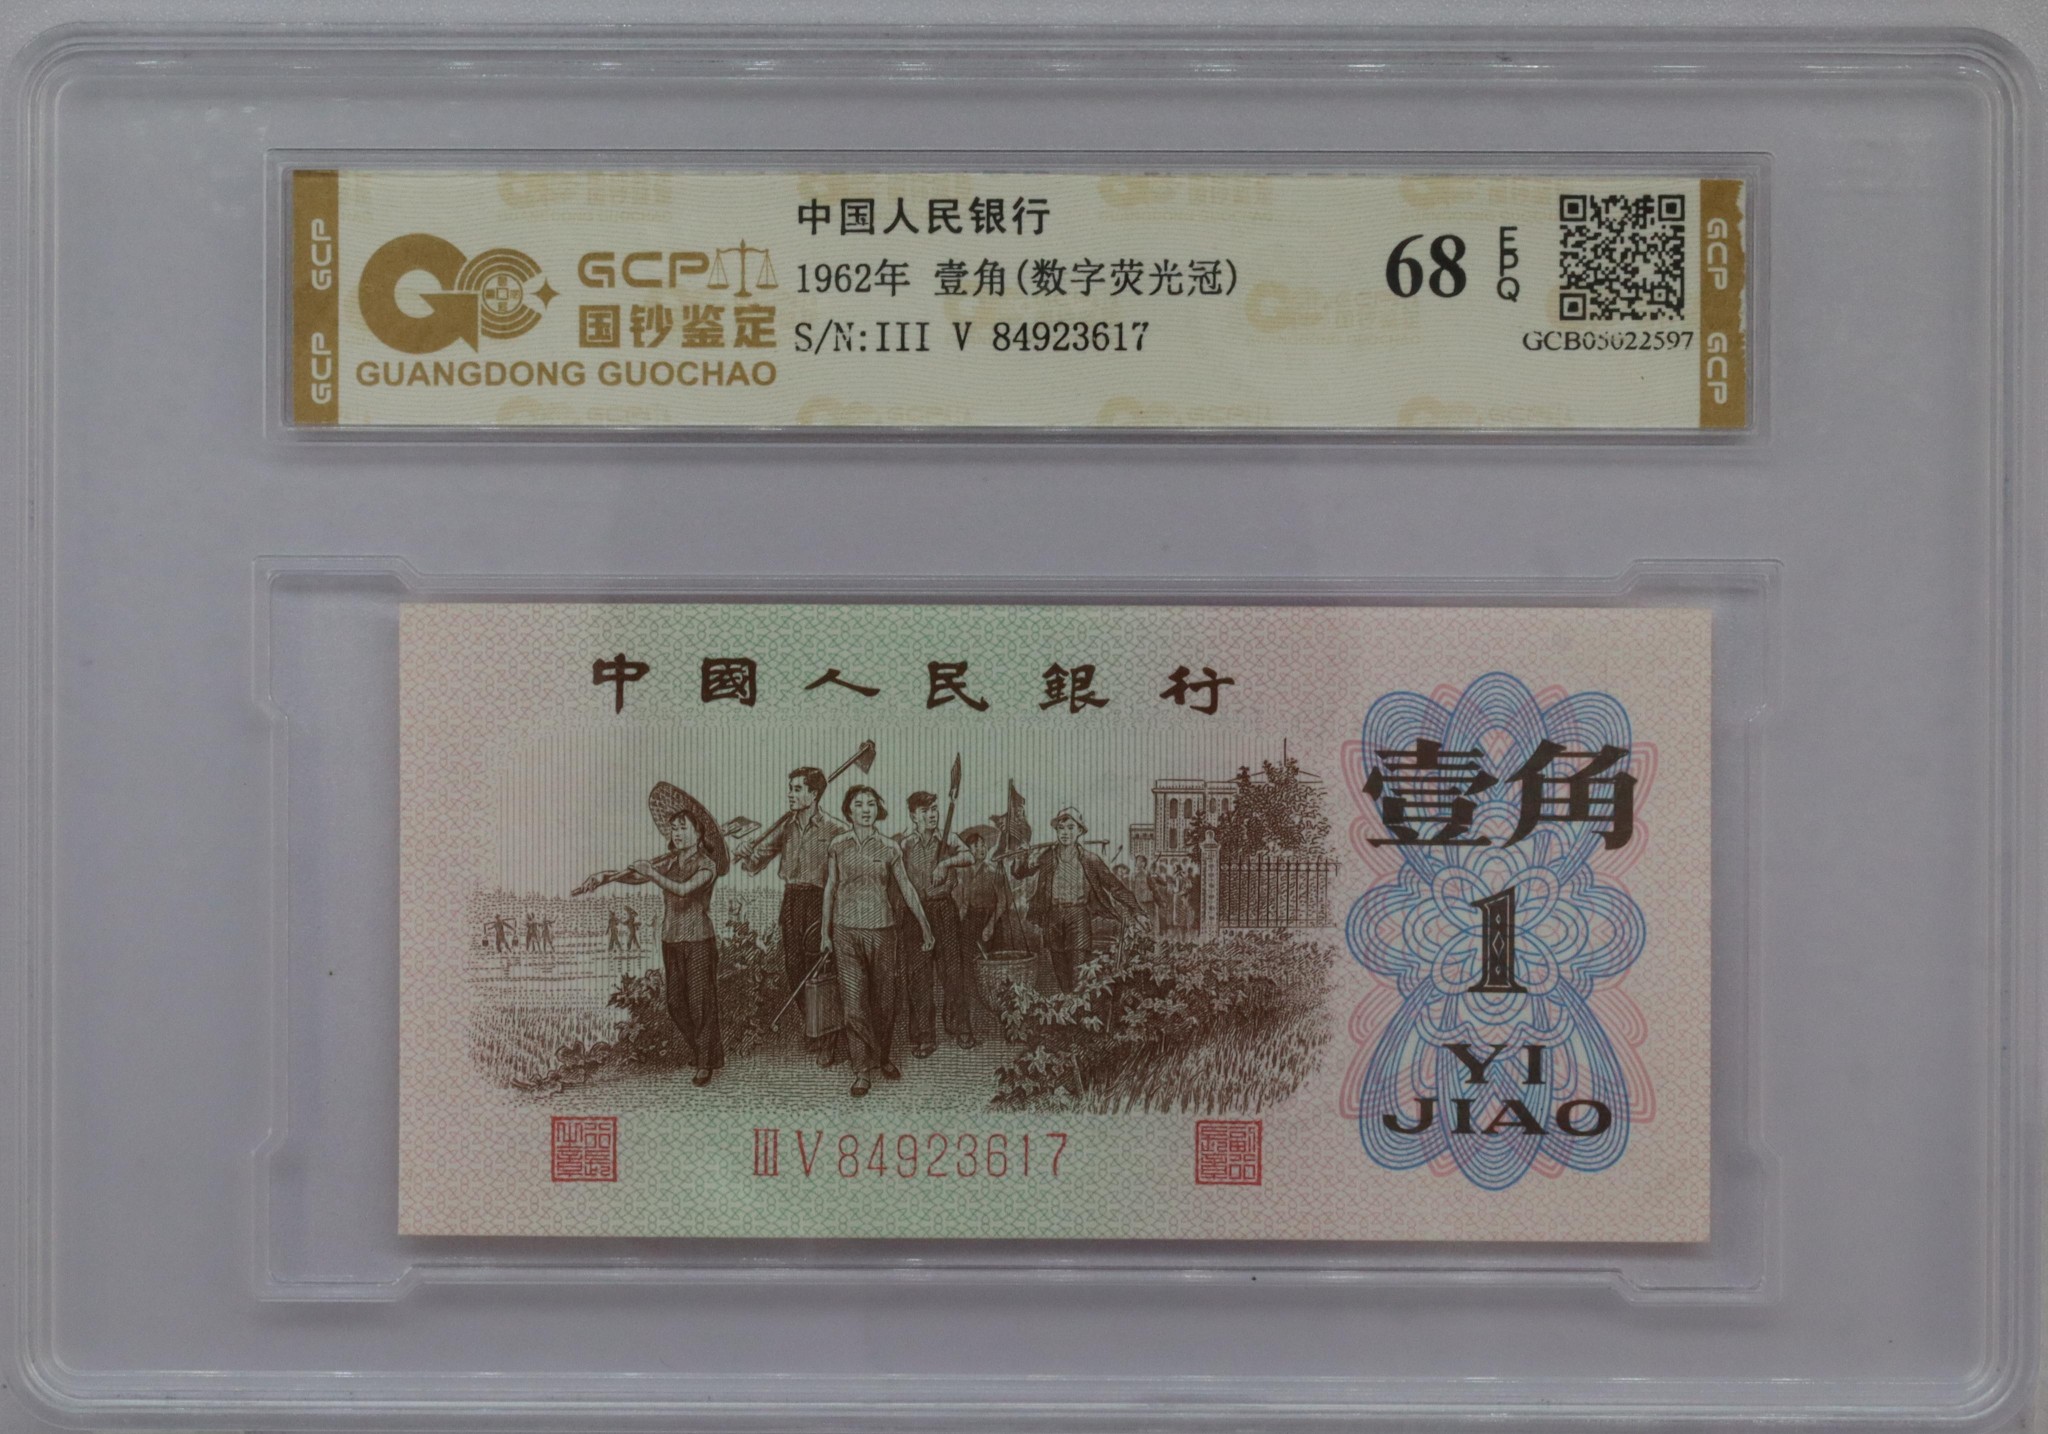 GCP
GCP
GCP
国钞鉴定
GUANGDONG GUOCHAO
中国人民银行
1962年 壹角(数字荧光冠)
S/N:III V 84923617
68
EPQ
GCB05022597
GCP
GCP
中國人民銀行
壹角
1
YI
JIAO
III V 84923617